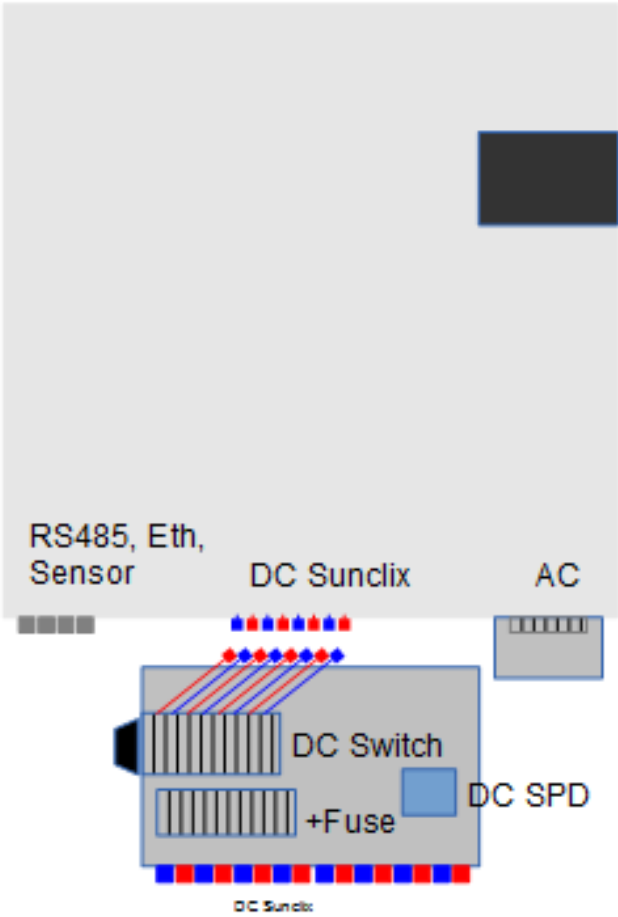 RS485, Eth,
Sensor
DC Sunclix
AC
DC Switch
DC SPD
+Fuse
DC Sunclix